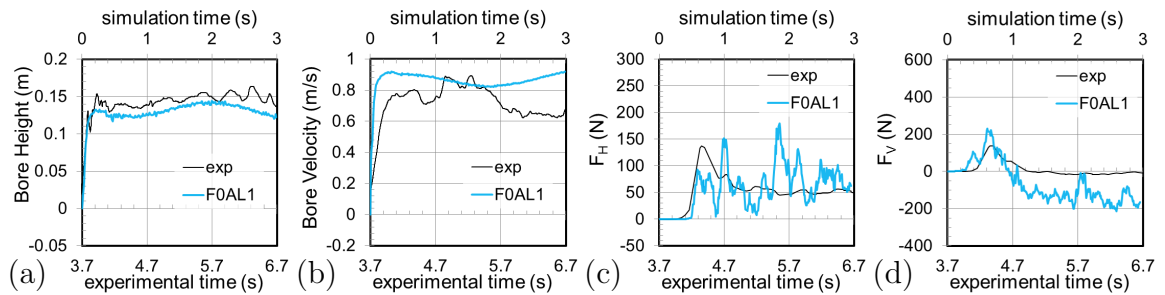 simulation time (s)
0 1 2 3
0.2
0.15
0.1
0.05
0
-0.05
Bore Height (m)
exp
F0AL1
3.7 4.7 5.7 6.7
experimental time (s)
(a)
simulation time (s)
0 1 2 3
1
0.8
0.6
0.4
0.2
0
-0.2
Bore Velocity (m/s)
exp
F0AL1
3.7 4.7 5.7 6.7
experimental time (s)
(b)
simulation time (s)
0 1 2 3
300
250
200
150
100
50
0
-50
F_H (N)
exp
F0AL1
3.7 4.7 5.7 6.7
experimental time (s)
(c)
simulation time (s)
0 1 2 3
600
400
200
0
-200
-400
F_V (N)
exp
F0AL1
3.7 4.7 5.7 6.7
experimental time (s)
(d)